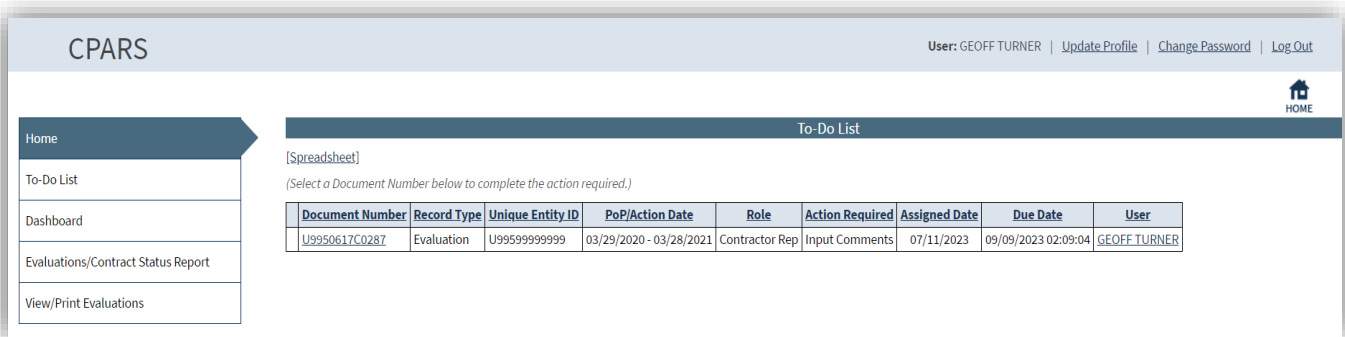 CPARS
User: GEOFF TURNER | Update Profile | Change Password | Log Out
HOME
Home
To-Do List
Dashboard
Evaluations/Contract Status Report
View/Print Evaluations
To-Do List
[Spreadsheet]
(Select a Document Number below to complete the action required.)
Document Number Record Type Unique Entity ID PoP/Action Date Role Action Required Assigned Date Due Date User
U9950617C0287 Evaluation U99599999999 03/29/2020 - 03/28/2021 Contractor Rep Input Comments 07/11/2023 09/09/2023 02:09:04 GEOFF TURNER